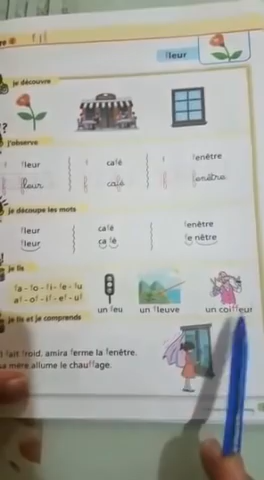 fleur
je découvre
j'observe
f fleur f café f fenêtre
f fleur f café f fenêtre
je découpe les mots
fleur café fenêtre
fleur ca fé fe nêtre
je lis
fa - fo - fi - fe - fu
af - of - if - ef - uf
un feu un fleuve un coiffeur
je lis et je comprends
fait froid, amira ferme la fenêtre.
mère allume le chauffage.